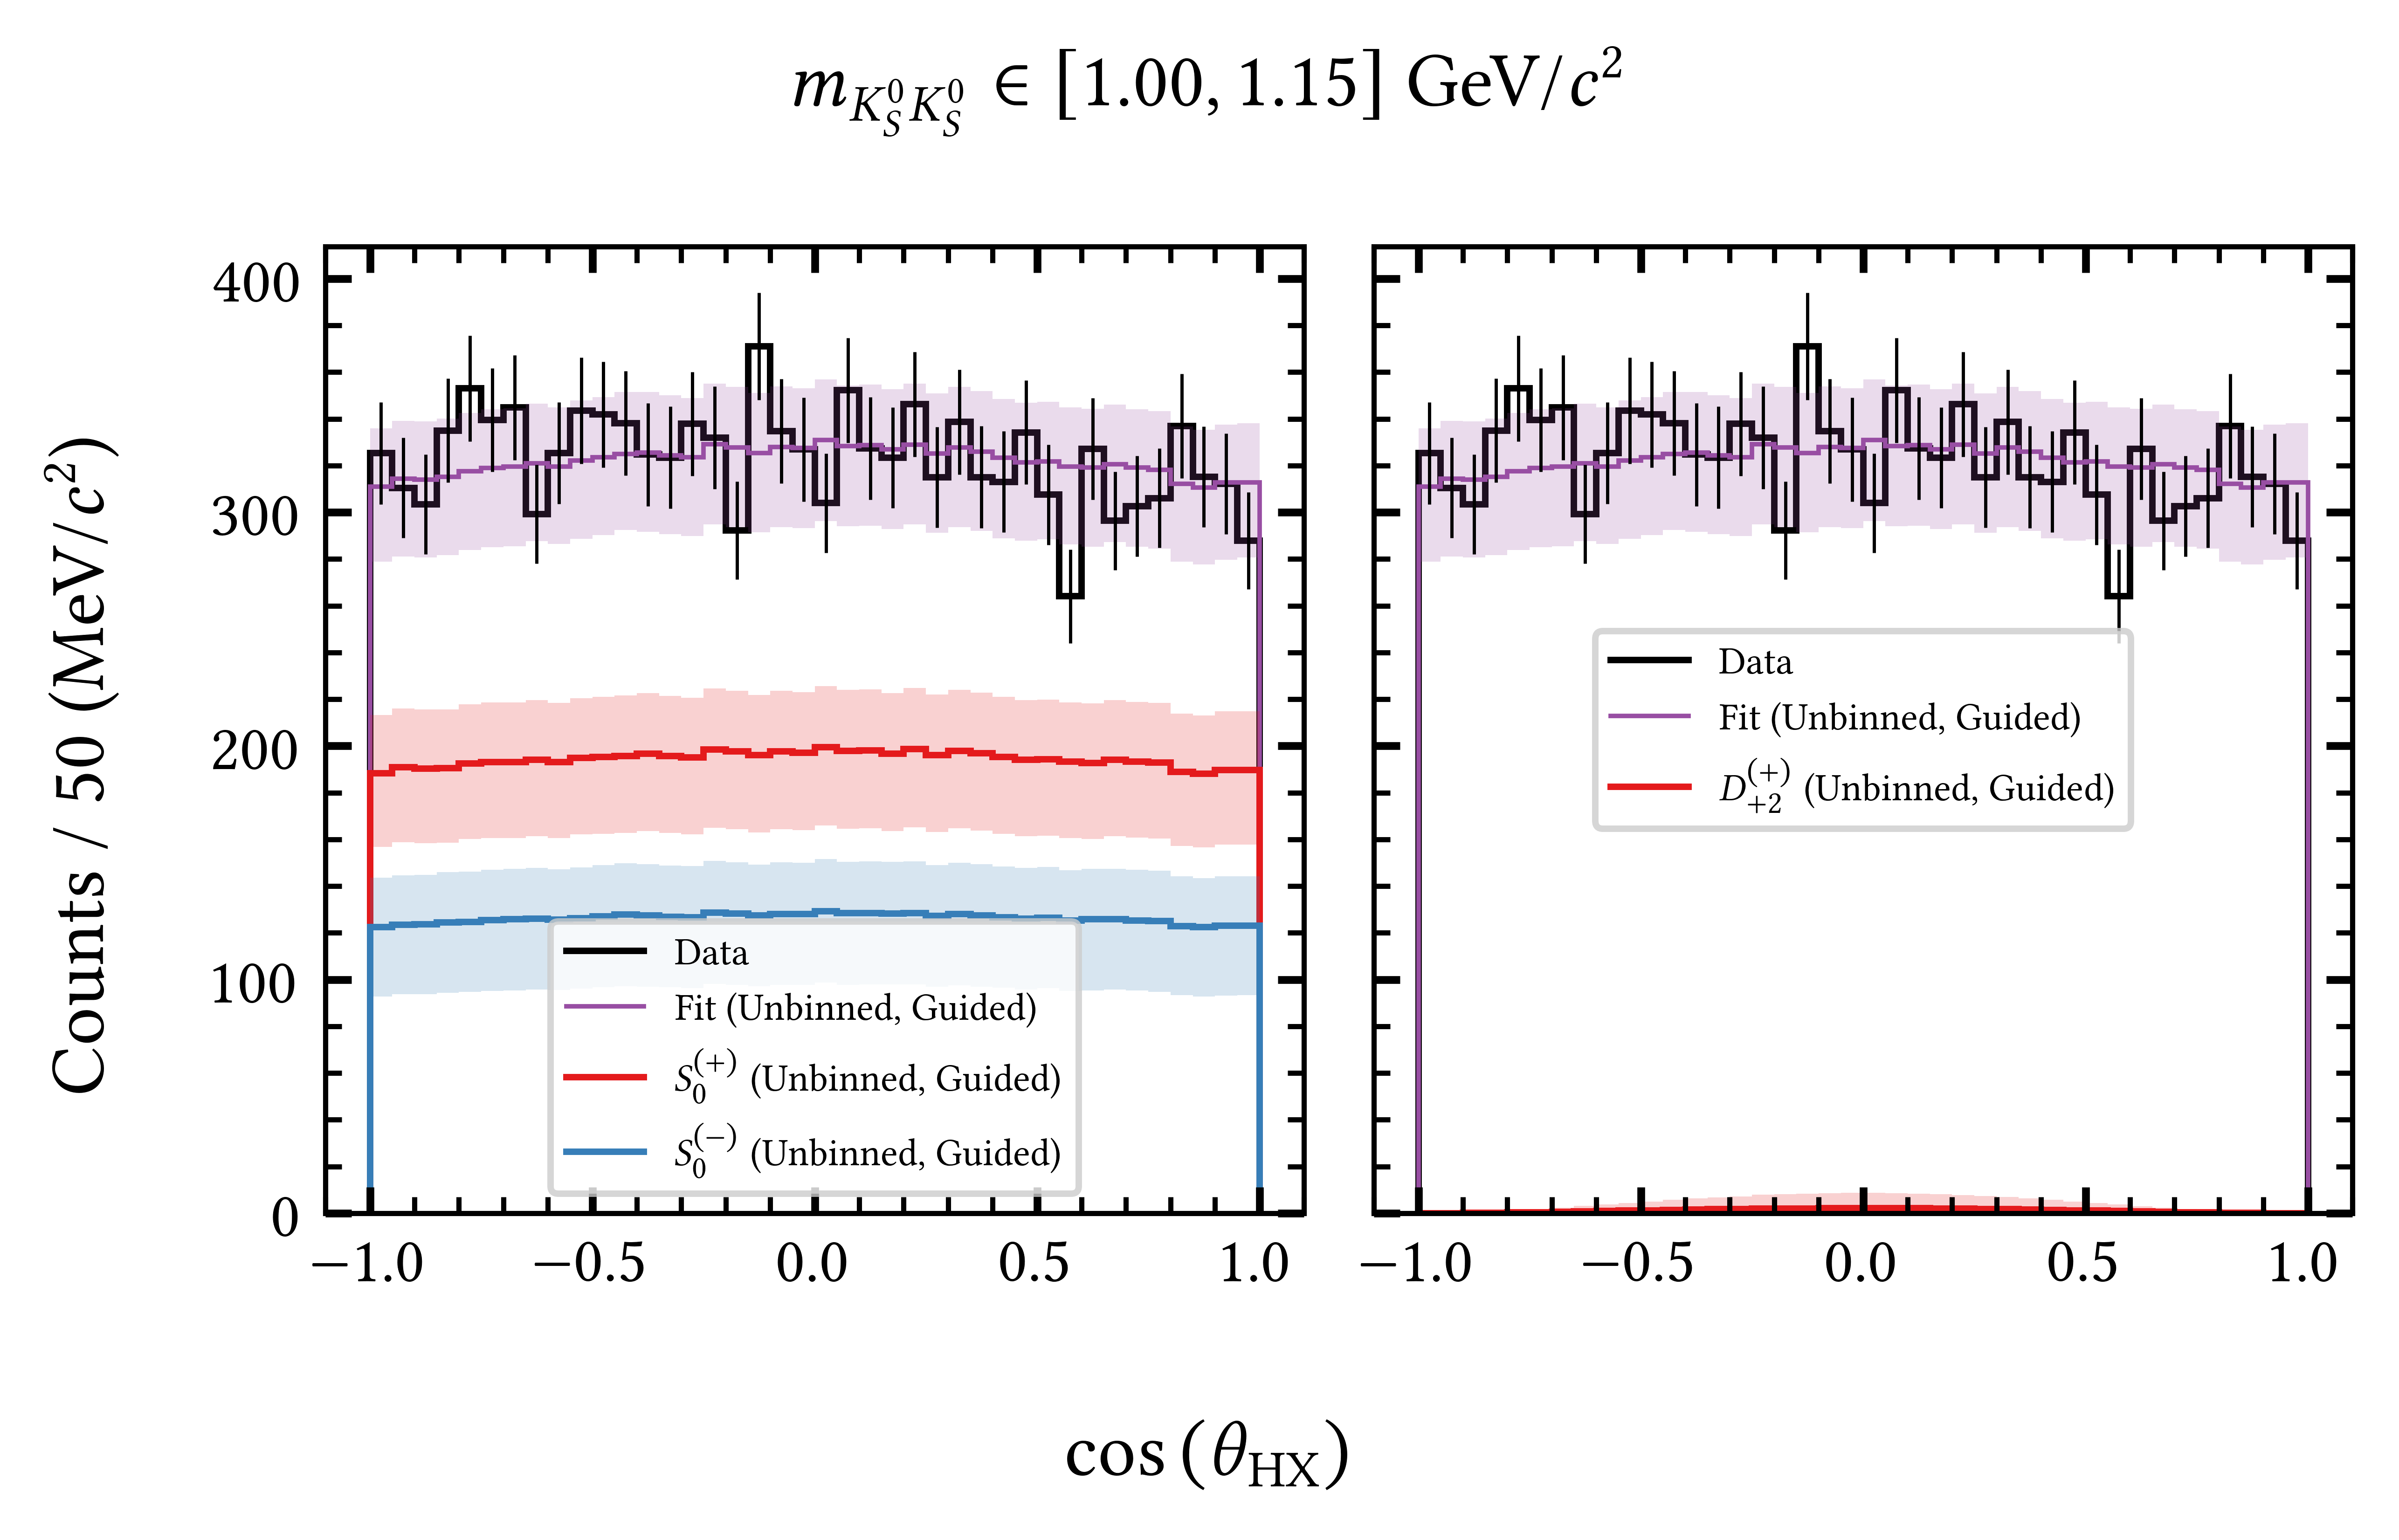 m_{K_S^0 K_S^0} ∈ [1.00, 1.15] GeV/c²
Counts / 50 (MeV/c²)
400
300
200
100
0
Data
Fit (Unbinned, Guided)
S_0^{(+)} (Unbinned, Guided)
S_0^{(−)} (Unbinned, Guided)
−1.0 −0.5 0.0 0.5 1.0
Data
Fit (Unbinned, Guided)
D_{+2}^{(+)} (Unbinned, Guided)
−1.0 −0.5 0.0 0.5 1.0
cos (θ_{HX})